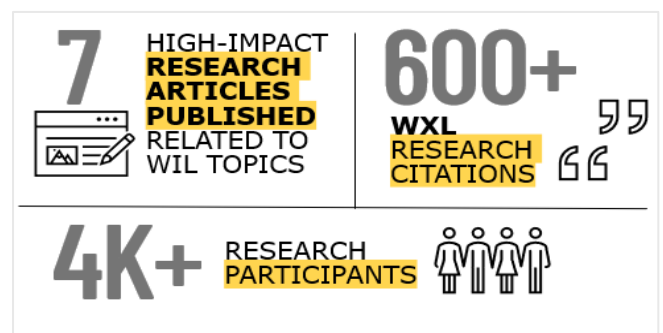 7
HIGH-IMPACT
RESEARCH
ARTICLES
PUBLISHED
RELATED TO
WIL TOPICS
600+
WXL
RESEARCH
CITATIONS
4K+
RESEARCH
PARTICIPANTS